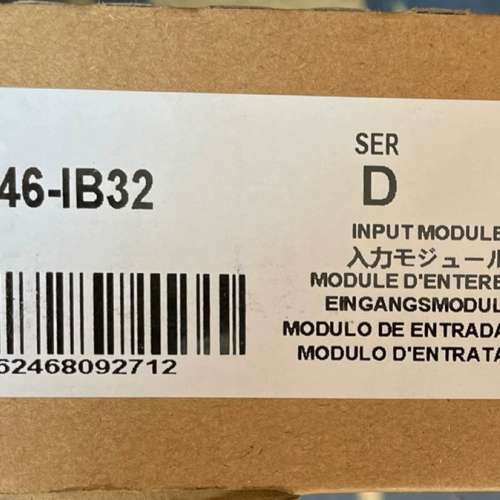 46-IB32
SER
D
INPUT MODULE
入力モジュール
MODULE D'ENTERE
EINGANGSMODUL
MODULO DE ENTRADA
MODULO D'ENTRATA
62468092712